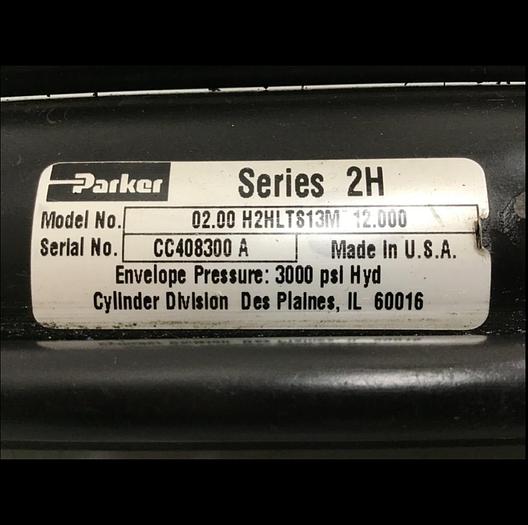 Parker Series 2H
Model No. 02.00 H2HLTS13M 12.000
Serial No. CC408300 A Made in U.S.A.
Envelope Pressure: 3000 psi Hyd
Cylinder Division Des Plaines, IL 60016